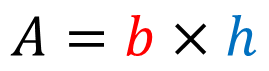 A = b × h